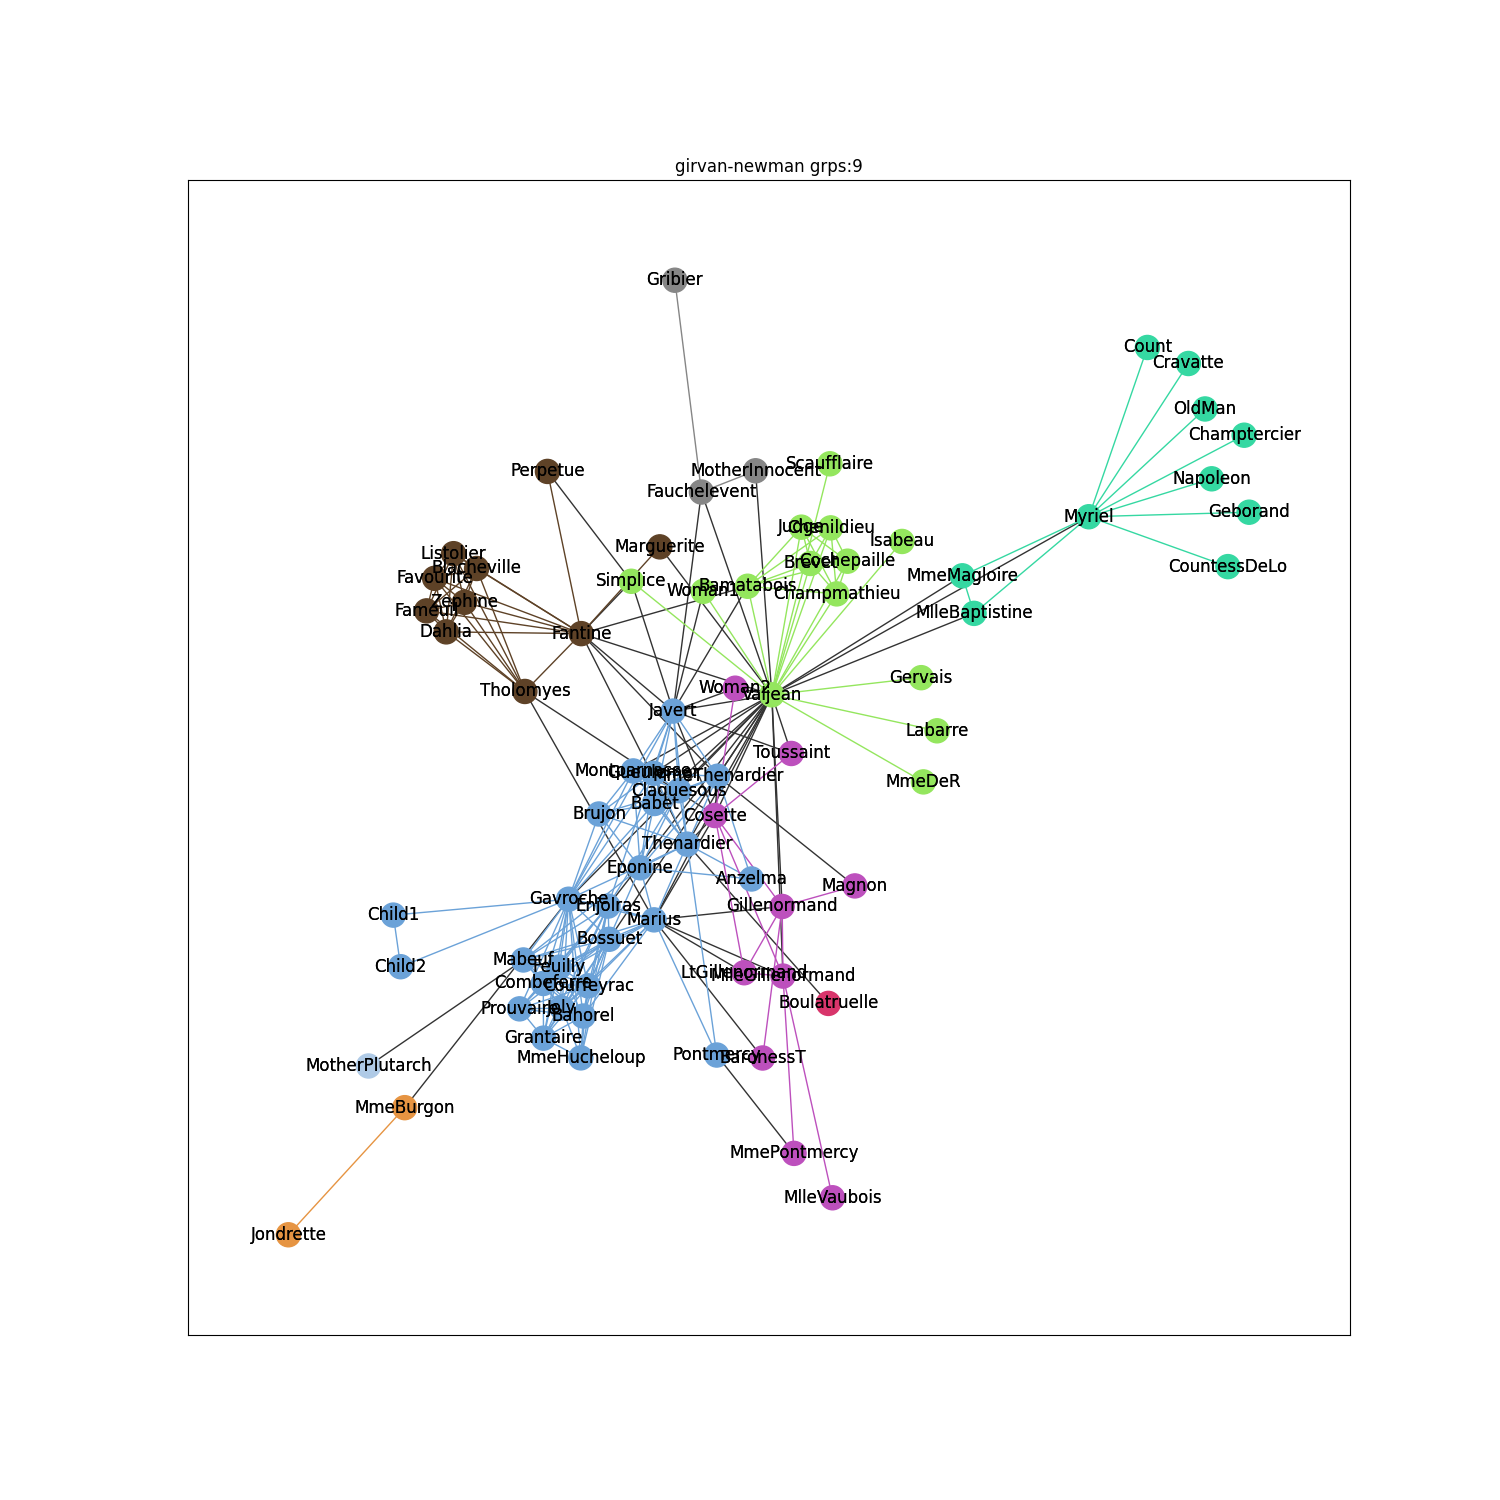 girvan-newman grps:9
Gribier
Count
Cravatte
OldMan
Champtercier
Scaufflaire
Perpetue
MotherInnocent
Napoleon
Fauchelevent
Geborand
Myriel
Judge
Chenildieu
Isabeau
Marguerite
Listolier
Cochepaille
Brevet
Blacheville
CountessDeLo
Favourite
MmeMagloire
Simplice
Bamatabois
Woman1
Champmathieu
Zephine
Fameuil
MlleBaptistine
Dahlia
Fantine
Gervais
Woman2
Tholomyes
Valjean
Javert
Labarre
Toussaint
Montparnasse
Gueulemer
MmeThenardier
MmeDeR
Claquesous
Babet
Brujon
Cosette
Thenardier
Eponine
Anzelma
Magnon
Gavroche
Enjolras
Gillenormand
Child1
Marius
Bossuet
Mabeuf
Feuilly
Child2
LtGillenormand
MlleGillenormand
Combeferre
Courfeyrac
Boulatruelle
Prouvaire
Joly
Bahorel
Grantaire
Pontmercy
BaronessT
MmeHucheloup
MotherPlutarch
MmeBurgon
MmePontmercy
MlleVaubois
Jondrette